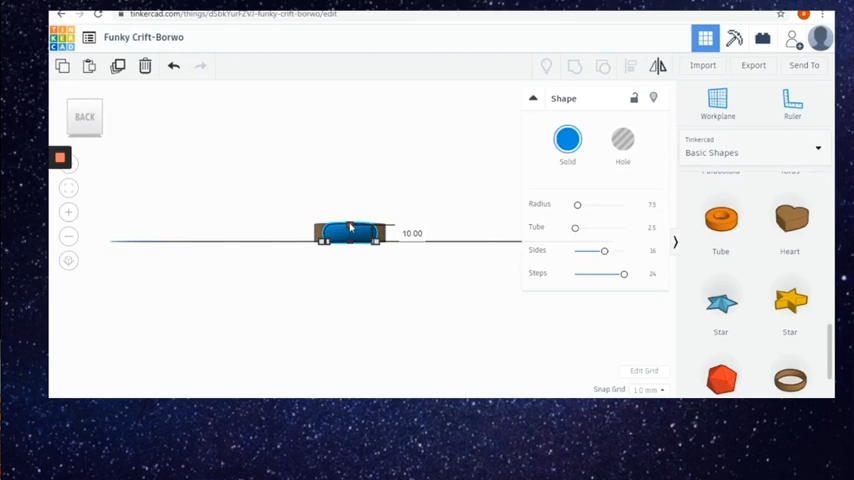 tinkercad.com/things/dSbkYurFZVJ-funky-crift-borwo/edit
TIN
KER
CAD
Funky Crift-Borwo
Import
Export
Send To
BACK
Shape
Solid
Hole
Radius
7.5
Tube
2.5
Sides
16
Steps
24
10.00
Workplane
Ruler
Tinkercad
Basic Shapes
Tube
Heart
Star
Star
Edit Grid
Snap Grid
1.0 mm